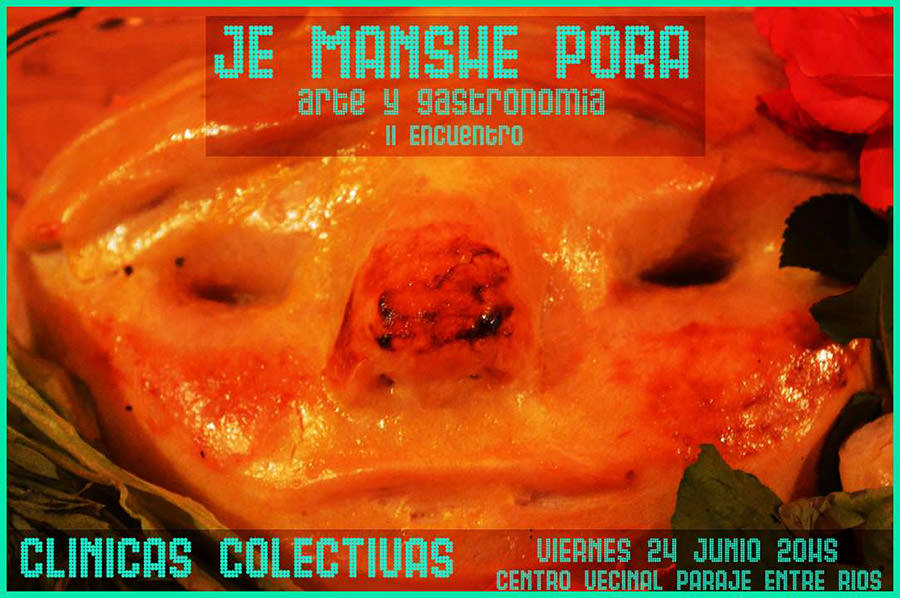 JE MANSHE PORA
arte y gastronomia
II Encuentro
CLINICAS COLECTIVAS
VIERNES 24 JUNIO 20HS
CENTRO VECINAL PARAJE ENTRE RIOS